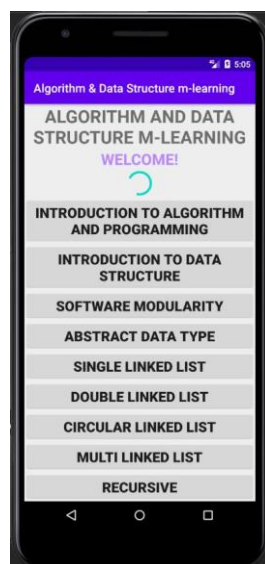 5:05
Algorithm & Data Structure m-learning
ALGORITHM AND DATA
STRUCTURE M-LEARNING
WELCOME!
INTRODUCTION TO ALGORITHM
AND PROGRAMMING
INTRODUCTION TO DATA
STRUCTURE
SOFTWARE MODULARITY
ABSTRACT DATA TYPE
SINGLE LINKED LIST
DOUBLE LINKED LIST
CIRCULAR LINKED LIST
MULTI LINKED LIST
RECURSIVE